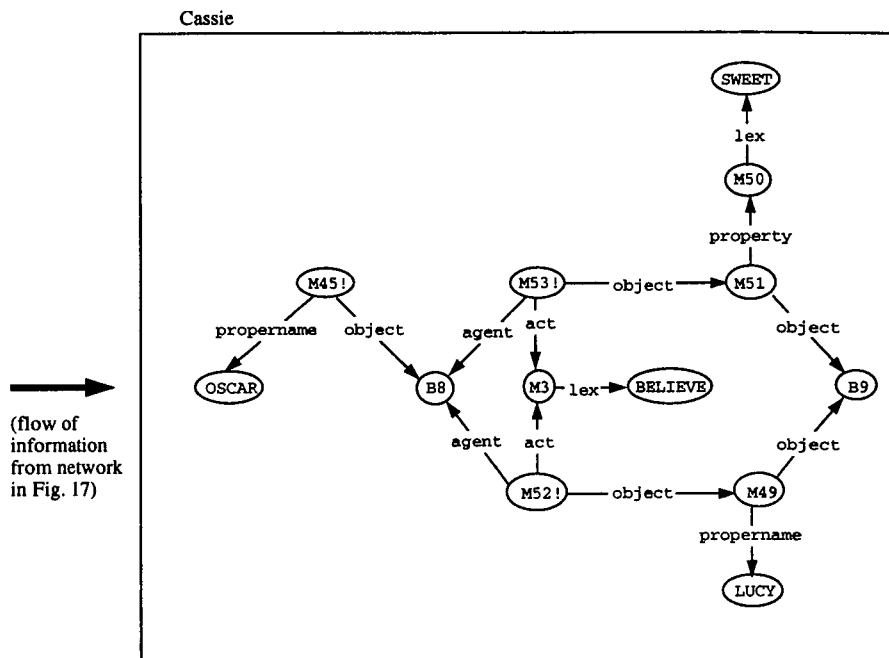 Cassie
SWEET
lex
M50
property
M45!
M53!
object
M51
propername
object
agent
act
object
OSCAR
B8
M3
lex
BELIEVE
B9
(flow of
information
from network
in Fig. 17)
agent
act
object
M52!
object
M49
propername
LUCY